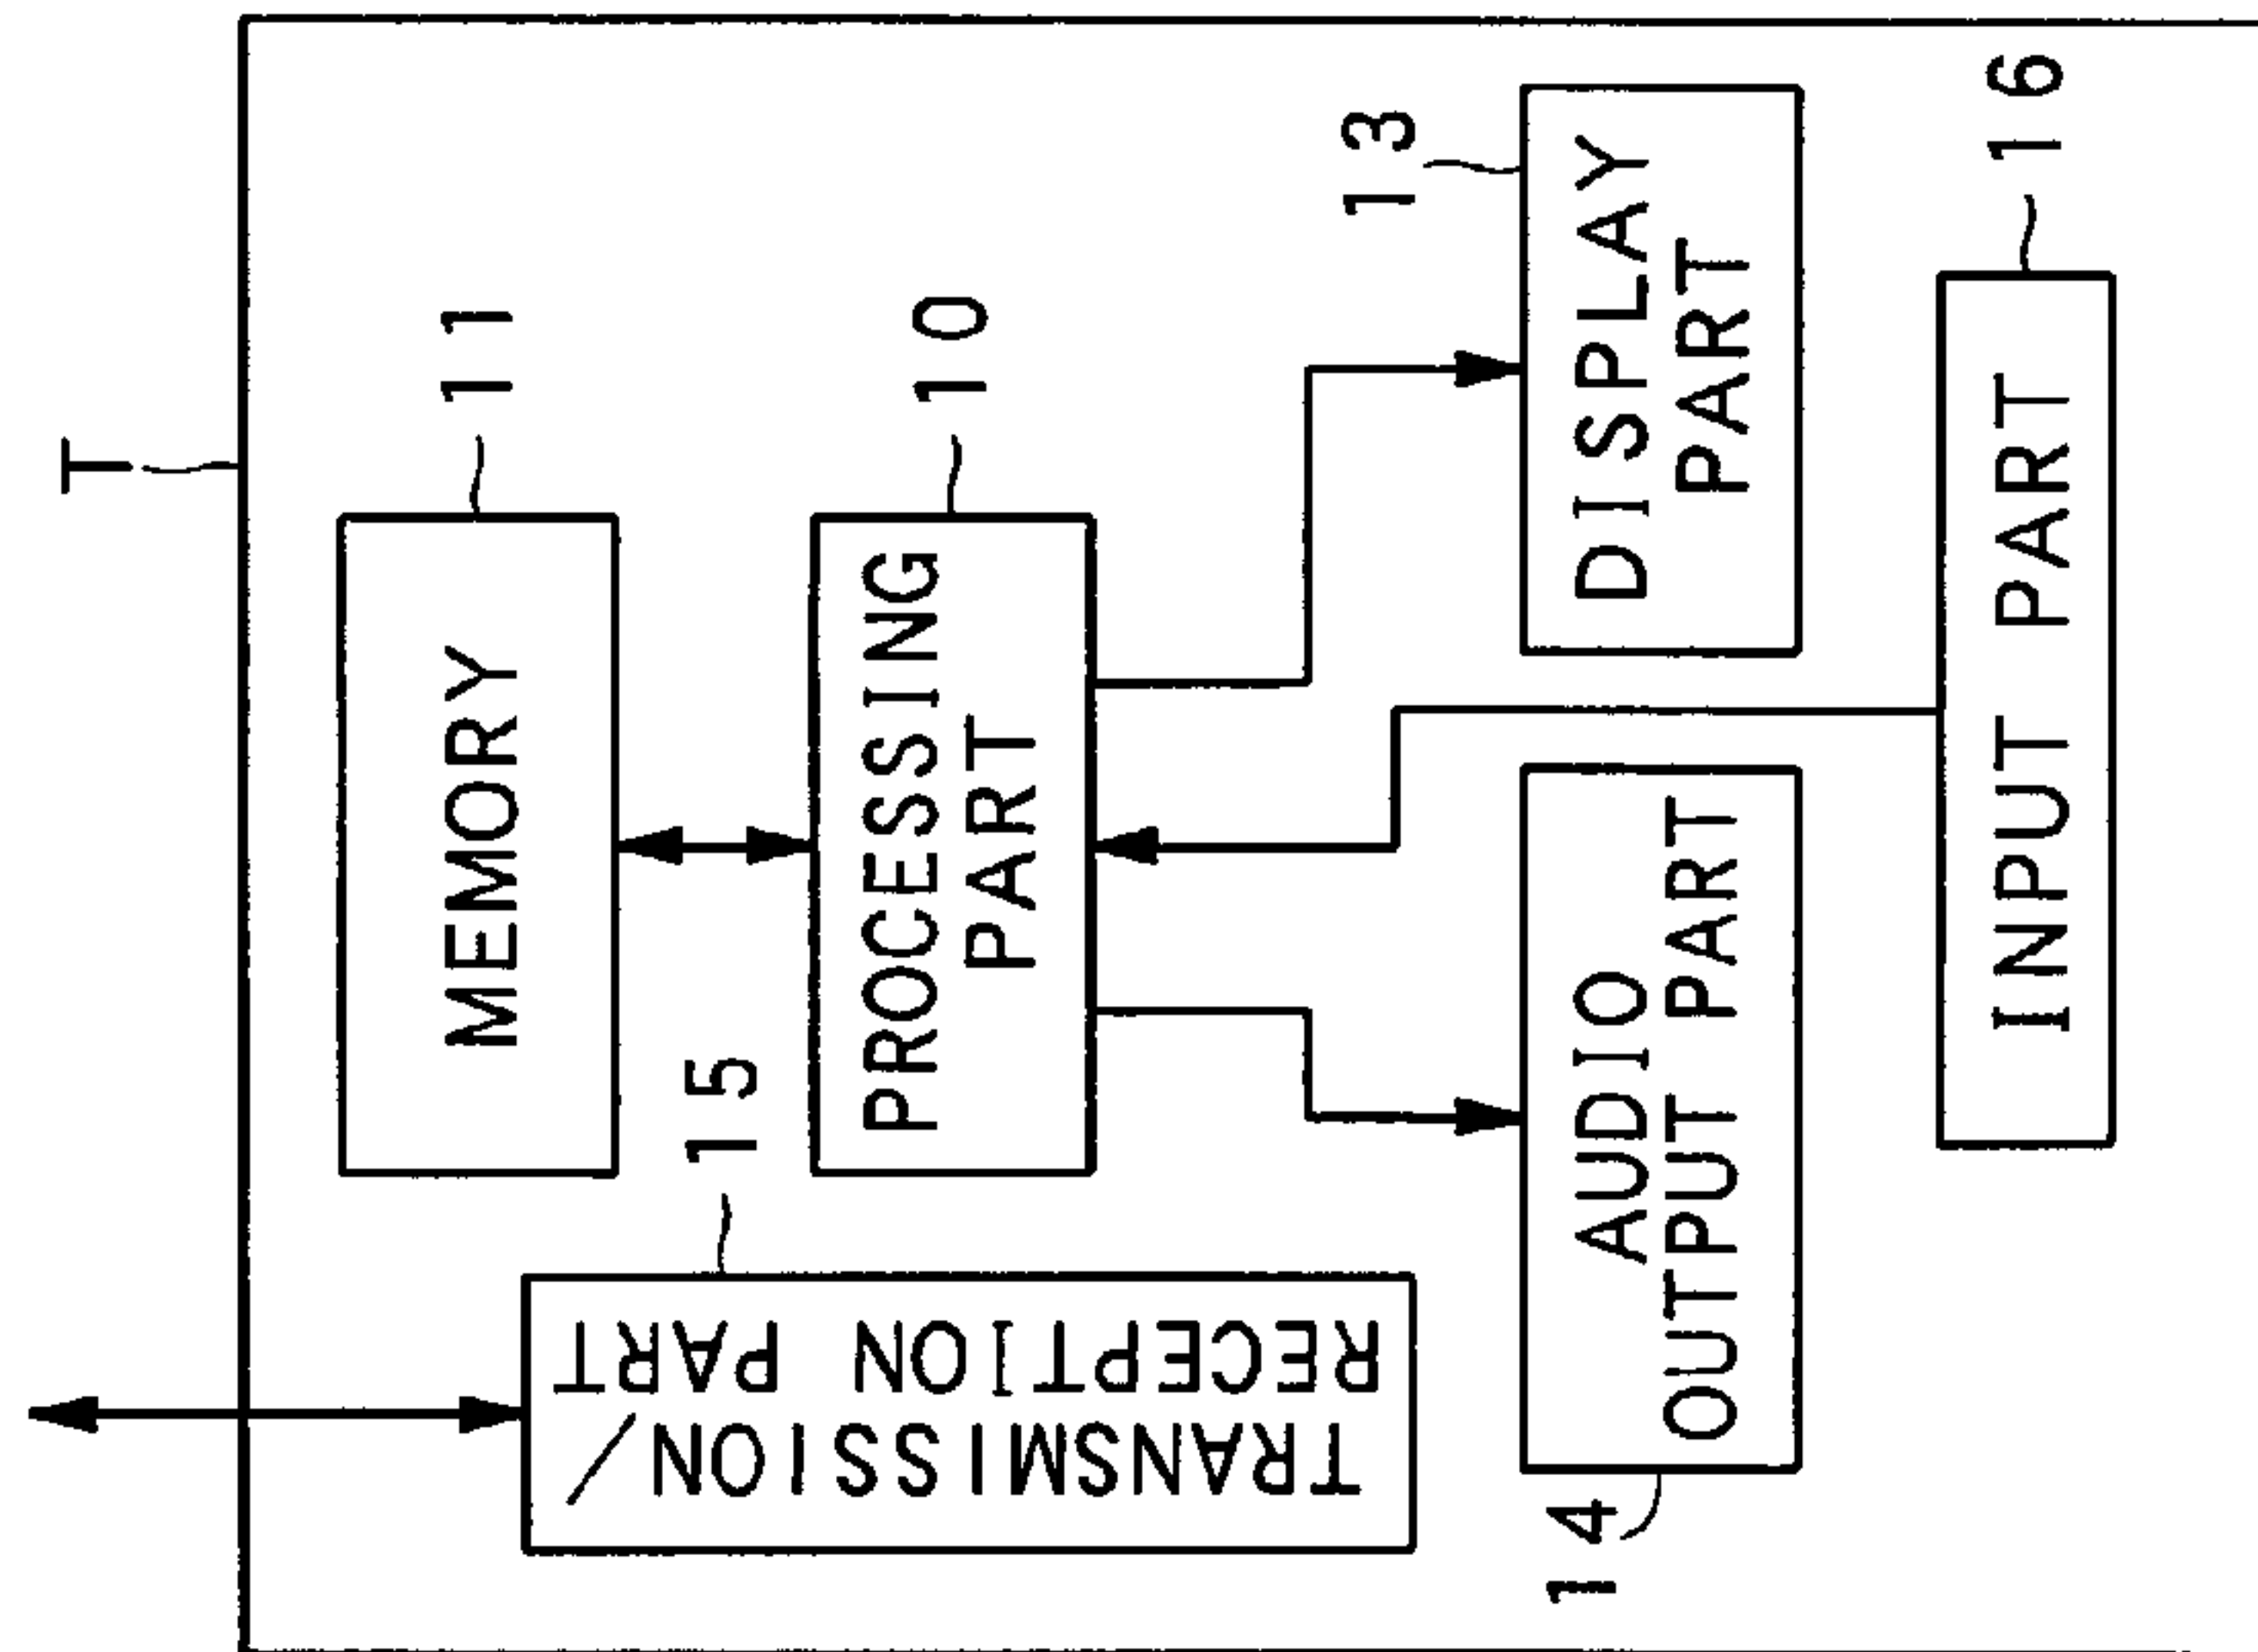 T
11
MEMORY
10
PROCESSING
PART
15
TRANSMISSION/
RECEPTION PART
13
DISPLAY
PART
14
AUDIO
OUTPUT PART
16
INPUT PART